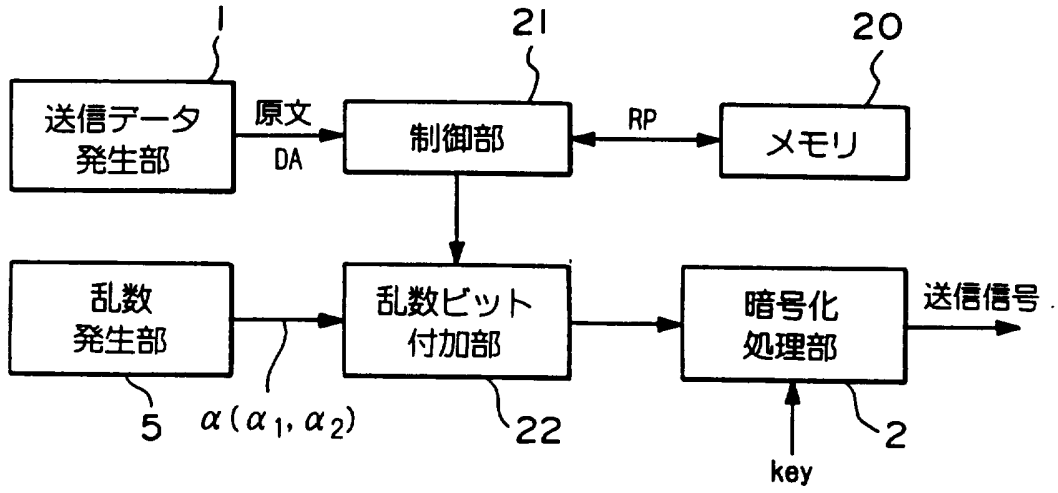 1
21
20
送信データ
発生部
原文
DA
制御部
RP
メモリ
乱数
発生部
乱数ビット
付加部
暗号化
処理部
送信信号
5
α(α₁, α₂)
22
2
key